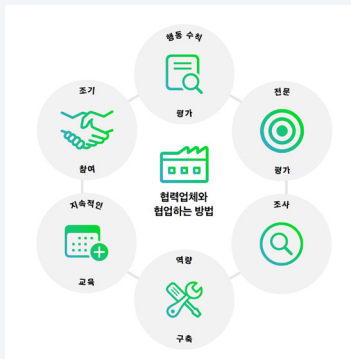 행동 수칙
평가
전문
평가
조사
역량
구축
지속적인
교육
조기
참여
협력업체와
협업하는 방법